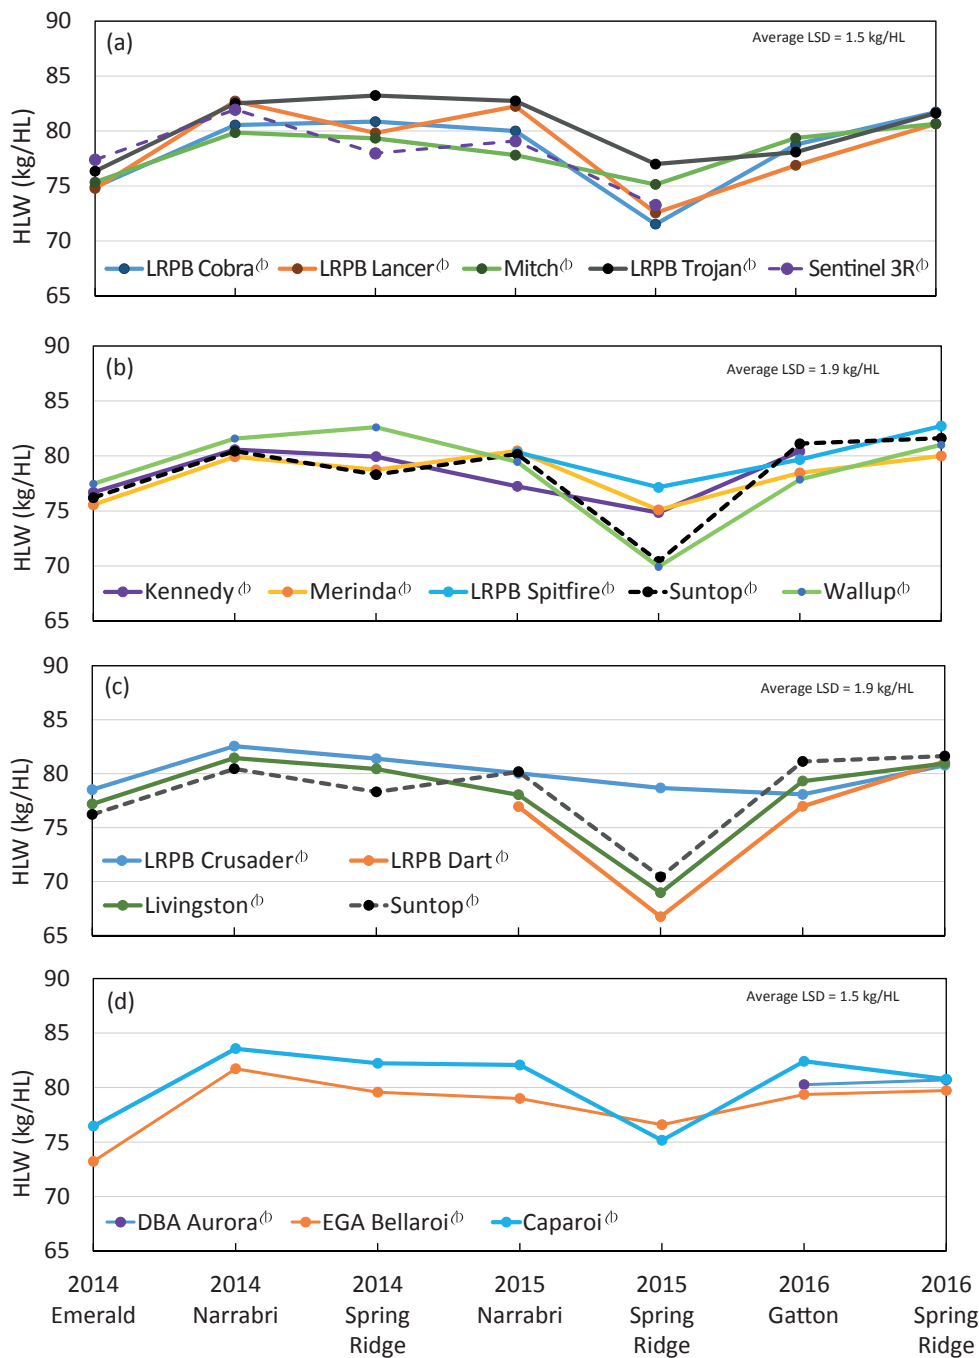 (a)
Average LSD = 1.5 kg/HL
90
85
80
75
70
65
HLW (kg/HL)
LRPB Cobra LRPB Lancer Mitch LRPB Trojan Sentinel 3R
(b)
Average LSD = 1.9 kg/HL
90
85
80
75
70
65
HLW (kg/HL)
Kennedy Merinda LRPB Spitfire Suntop Wallup
(c)
Average LSD = 1.9 kg/HL
90
85
80
75
70
65
HLW (kg/HL)
LRPB Crusader LRPB Dart
Livingston Suntop
(d)
Average LSD = 1.5 kg/HL
90
85
80
75
70
65
HLW (kg/HL)
DBA Aurora EGA Bellaroi Caparoi
2014 2014 2014 2015 2015 2016 2016
Emerald Narrabri Spring Narrabri Spring Gatton Spring
Ridge Ridge Ridge